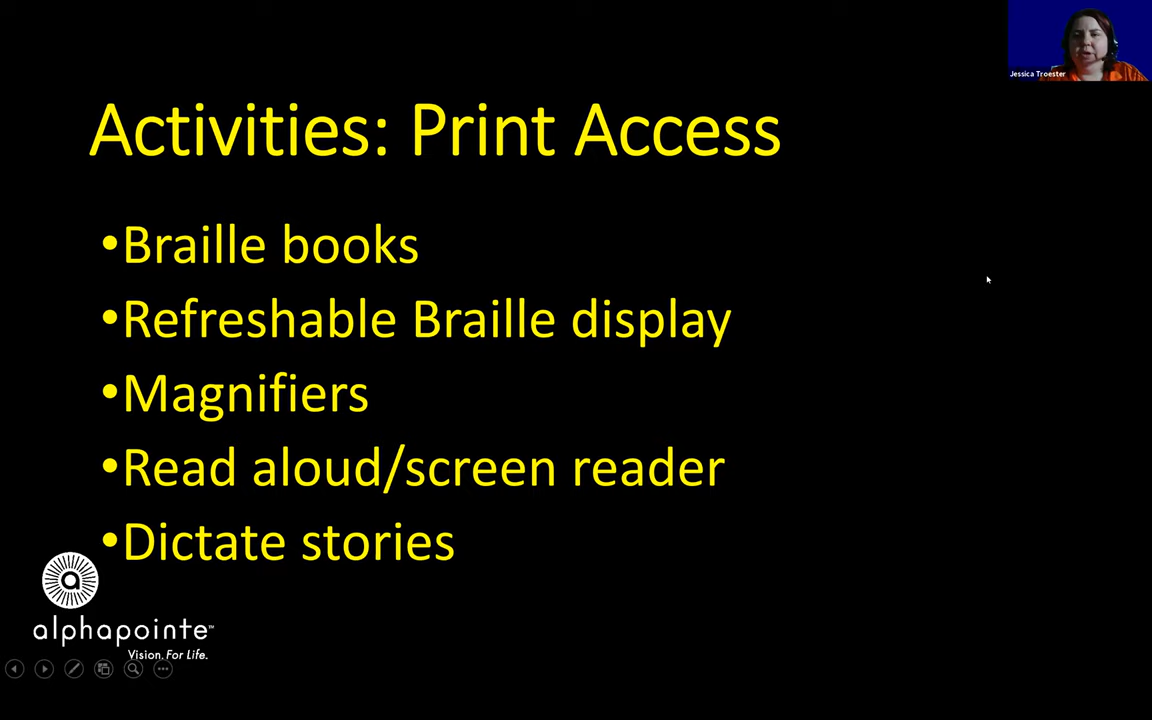 Jessica Troester
Activities: Print Access
•Braille books
•Refreshable Braille display
•Magnifiers
•Read aloud/screen reader
•Dictate stories
a
alphapointe™
Vision. For Life.